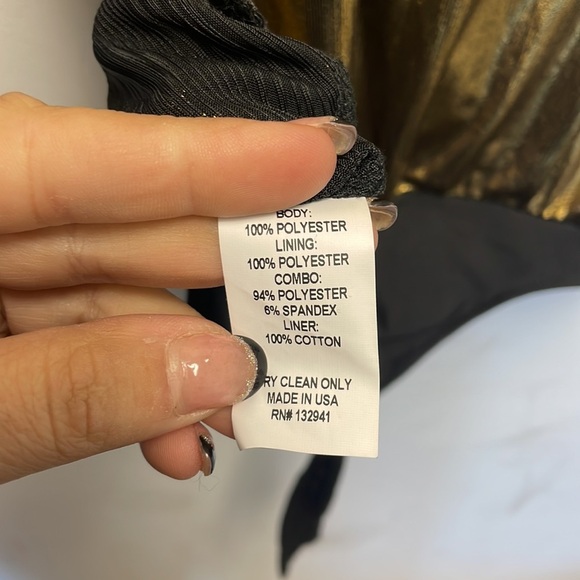 BODY:
100% POLYESTER
LINING:
100% POLYESTER
COMBO:
94% POLYESTER
6% SPANDEX
LINER:
100% COTTON
RY CLEAN ONLY
MADE IN USA
RN# 132941